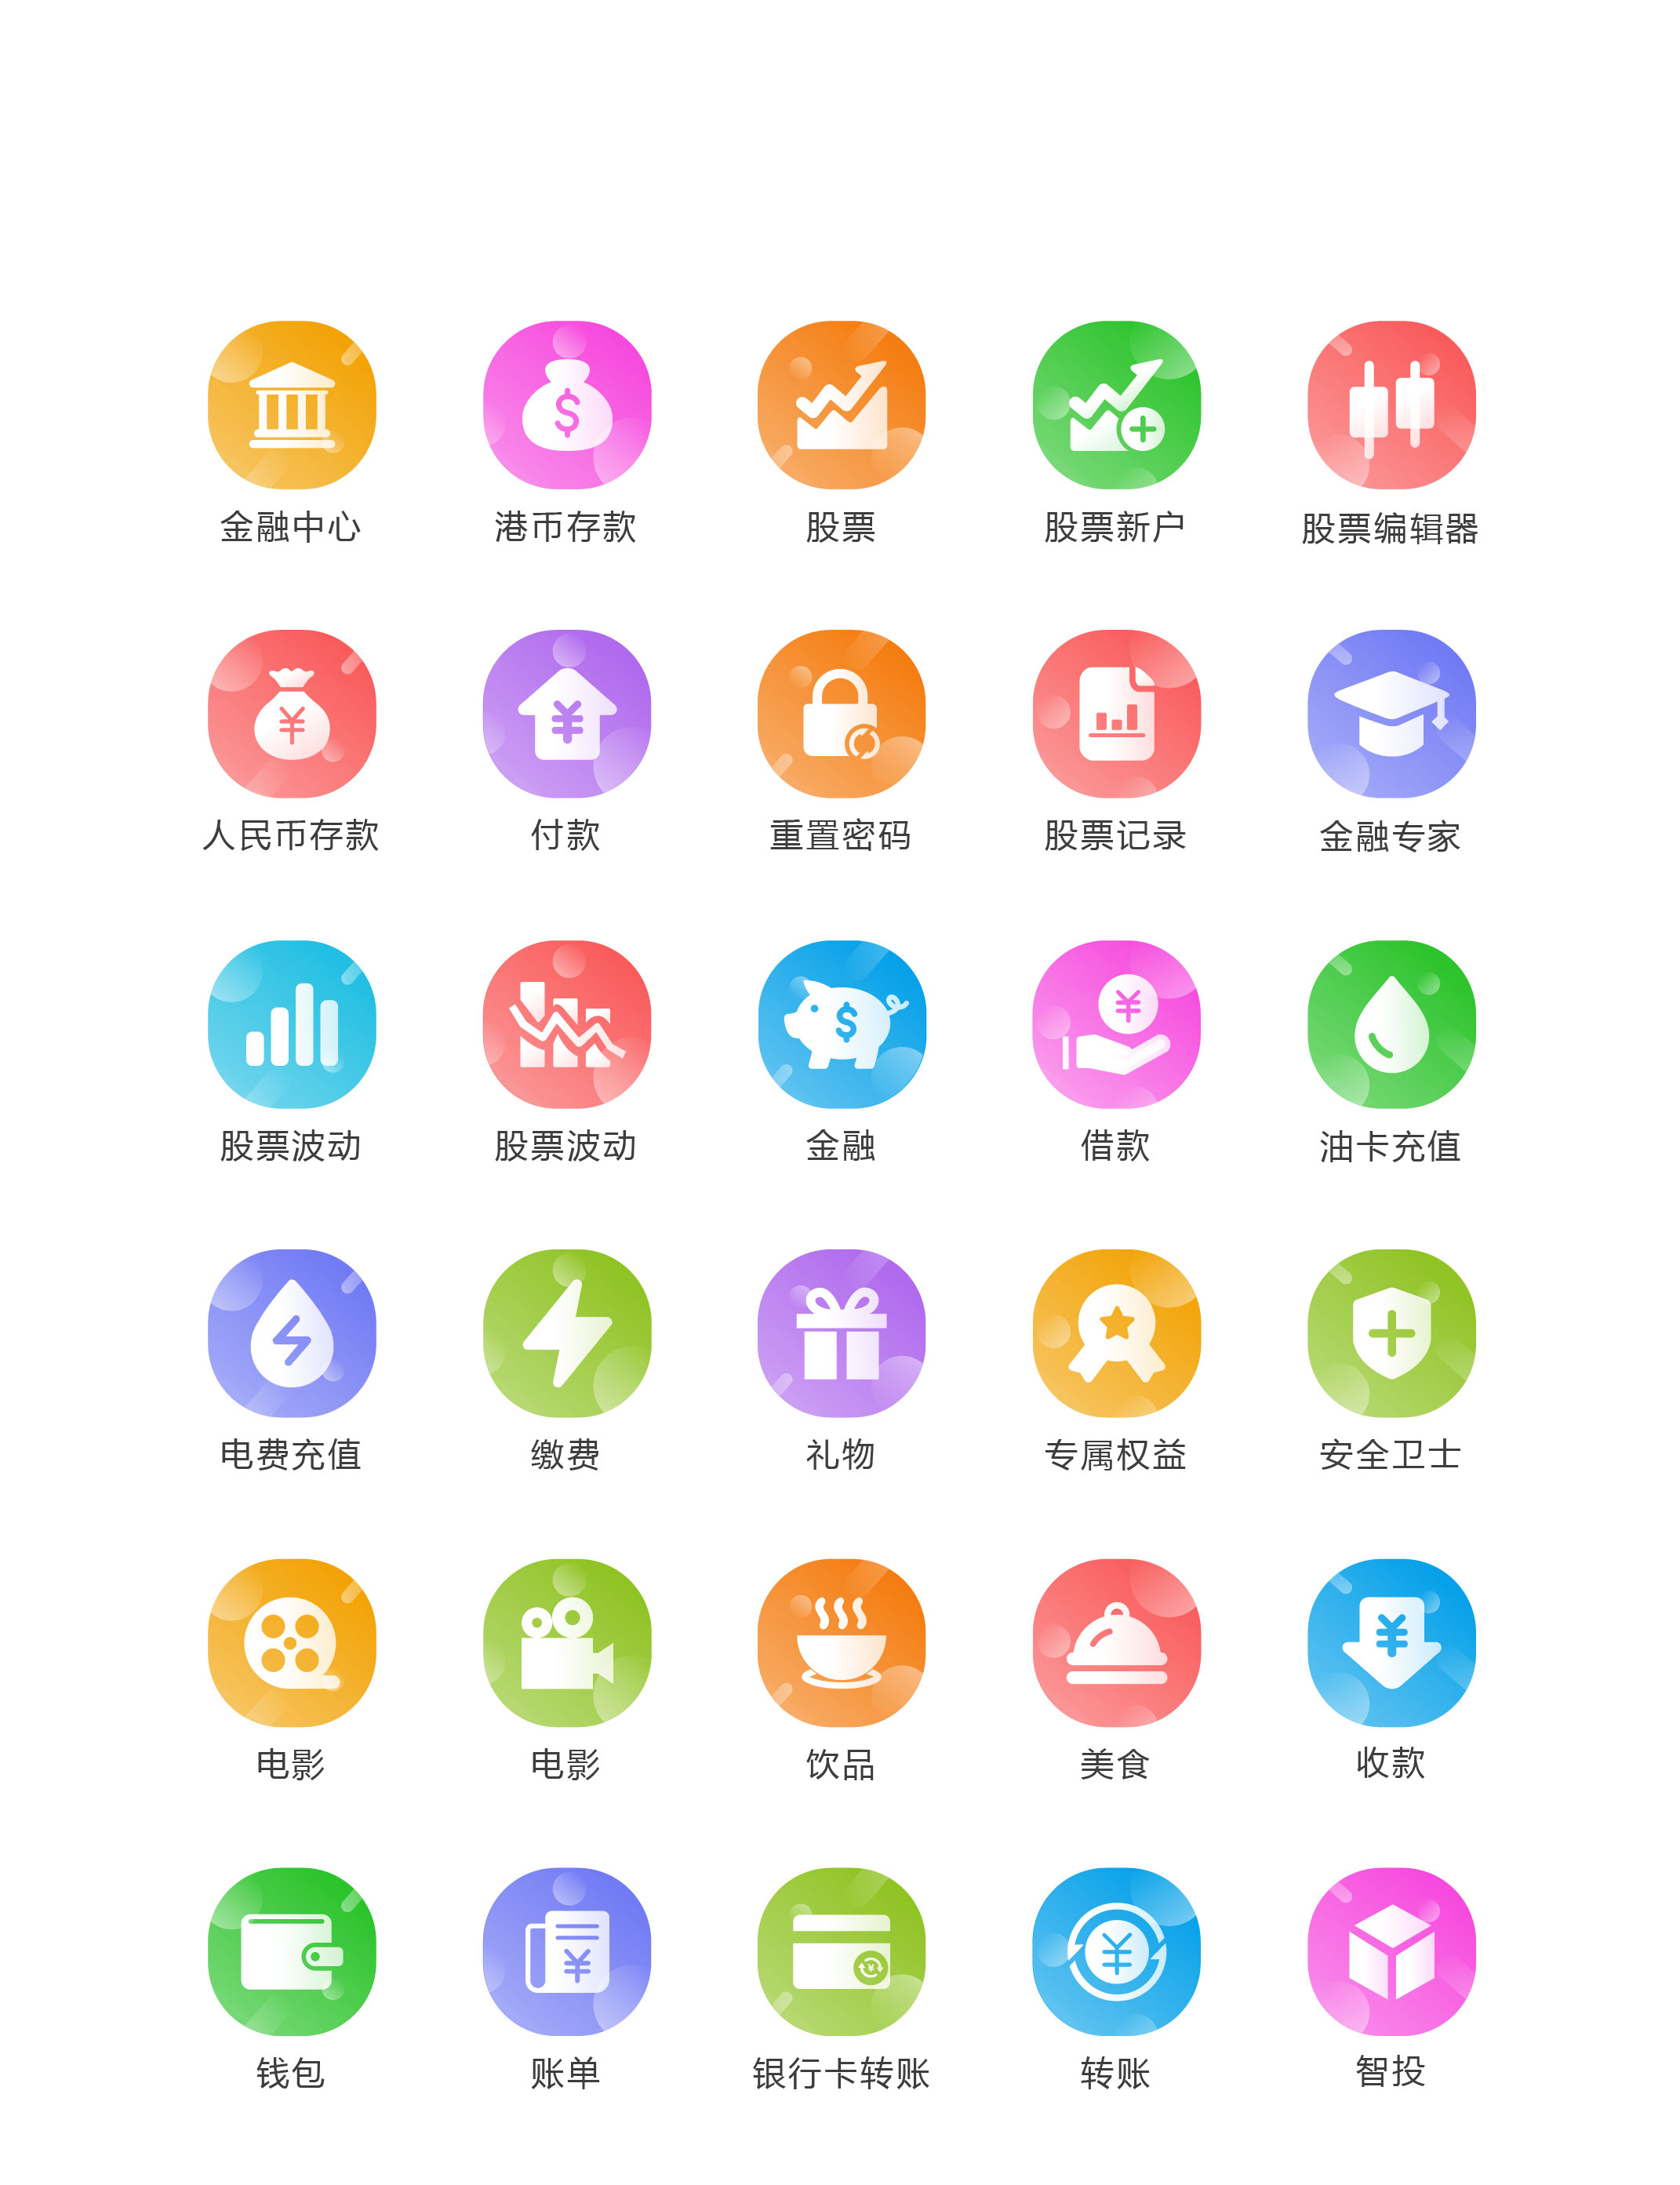 金融中心
港币存款
股票
股票新户
股票编辑器
人民币存款
付款
重置密码
股票记录
金融专家
股票波动
股票波动
金融
借款
油卡充值
电费充值
缴费
礼物
专属权益
安全卫士
电影
电影
饮品
美食
收款
钱包
账单
银行卡转账
转账
智投